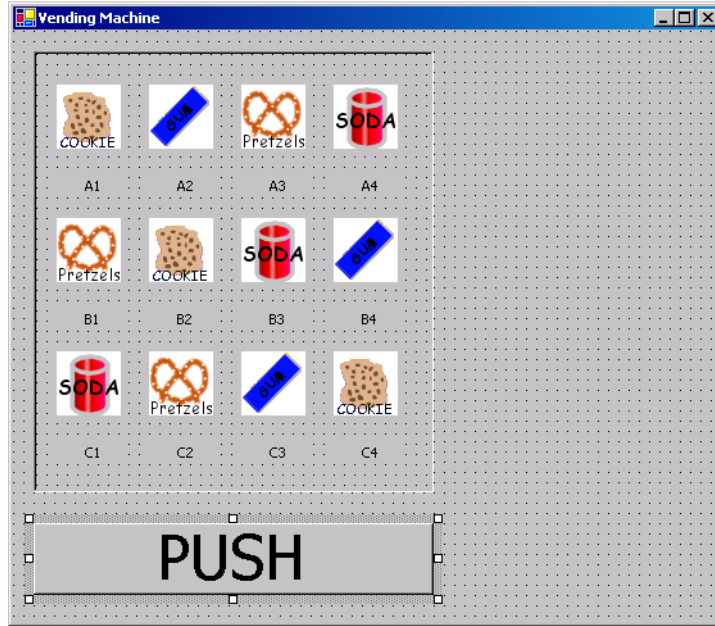 Vending Machine
COOKIE GUM Pretzels SODA
A1 A2 A3 A4
Pretzels COOKIE SODA GUM
B1 B2 B3 B4
SODA Pretzels GUM COOKIE
C1 C2 C3 C4
PUSH